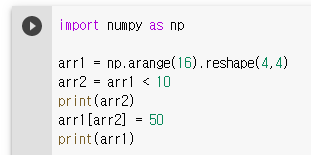 import numpy as np
arr1 = np.arange(16).reshape(4,4)
arr2 = arr1 < 10
print(arr2)
arr1[arr2] = 50
print(arr1)